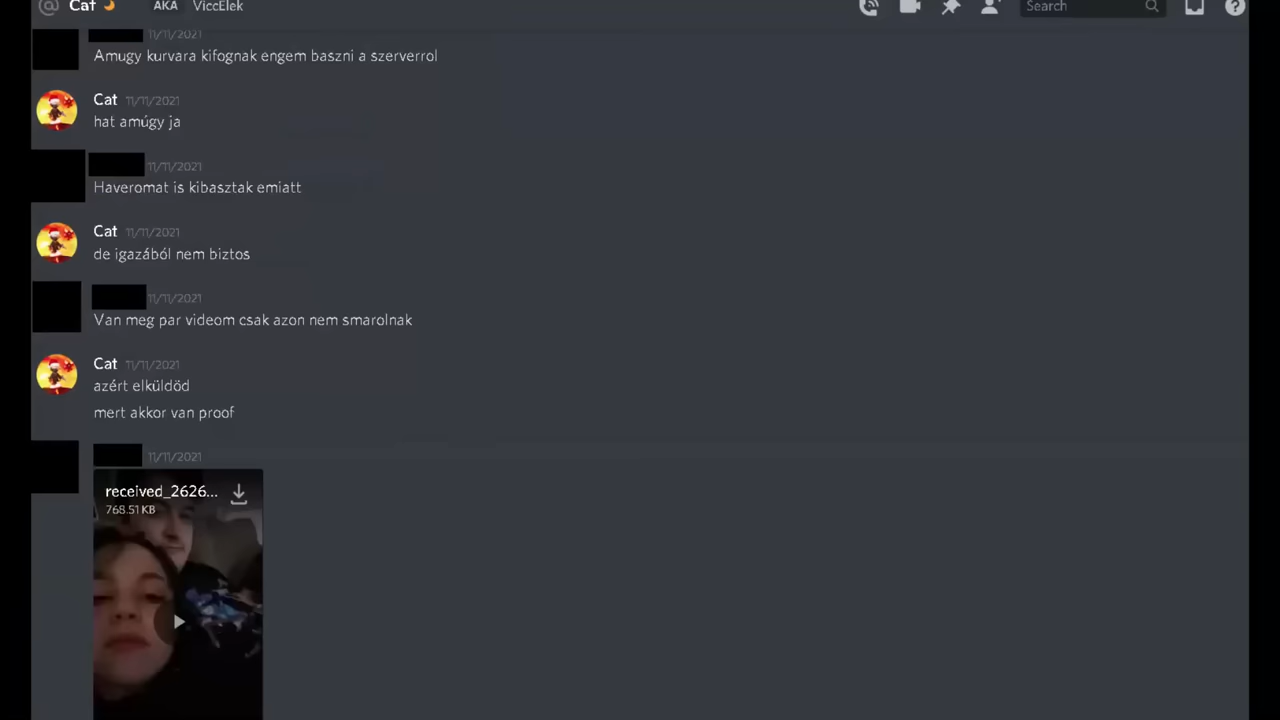 @ Cat AKA ViccElek Search
11/11/2021
Amugy kurvara kifognak engem baszni a szerverrol
Cat 11/11/2021
hat amúgy ja
11/11/2021
Haveromat is kibasztak emiatt
Cat 11/11/2021
de igazából nem biztos
11/11/2021
Van meg par videom csak azon nem smarolnak
Cat 11/11/2021
azért elküldöd
mert akkor van proof
11/11/2021
received_2626...
768.51 KB